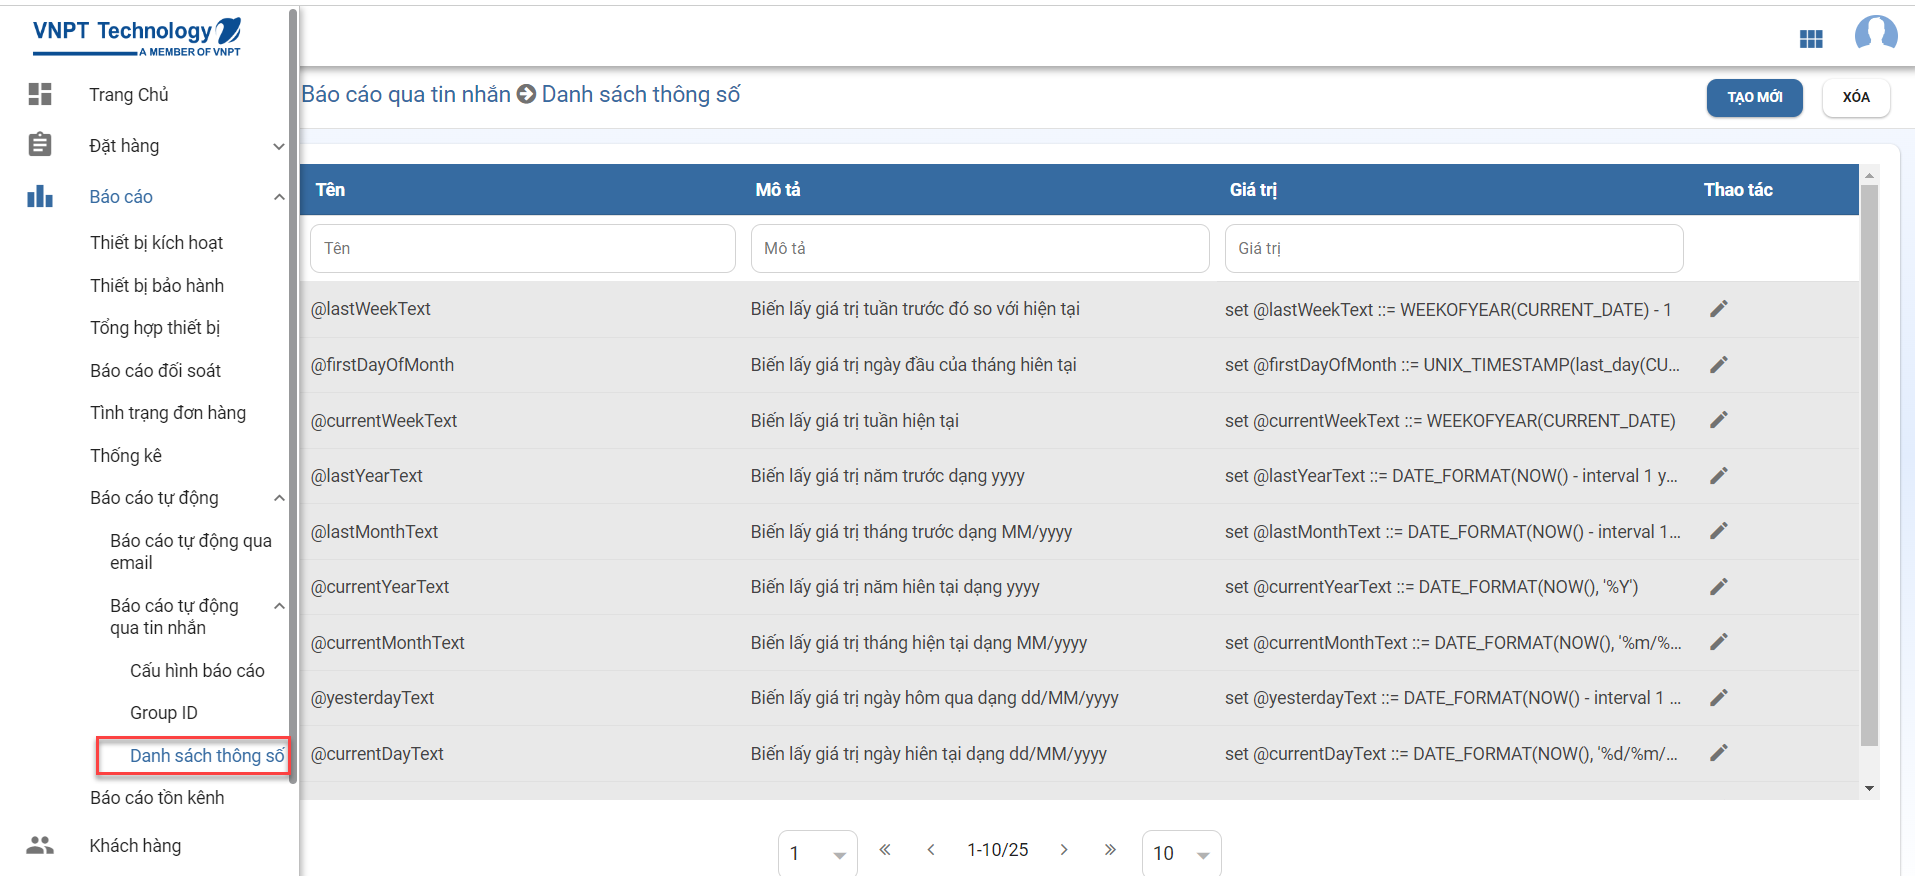 VNPT Technology
A MEMBER OF VNPT
Trang Chủ
Đặt hàng
Báo cáo
Thiết bị kích hoạt
Thiết bị bảo hành
Tổng hợp thiết bị
Báo cáo đối soát
Tình trạng đơn hàng
Thống kê
Báo cáo tự động
Báo cáo tự động qua
email
Báo cáo tự động
qua tin nhắn
Cấu hình báo cáo
Group ID
Danh sách thông số
Báo cáo tồn kênh
Khách hàng
Báo cáo qua tin nhắn Danh sách thông số
TẠO MỚI XÓA
Tên Mô tả Giá trị Thao tác
Tên Mô tả Giá trị
@lastWeekText Biến lấy giá trị tuần trước đó so với hiện tại set @lastWeekText ::= WEEKOFYEAR(CURRENT_DATE) - 1
@firstDayOfMonth Biến lấy giá trị ngày đầu của tháng hiên tại set @firstDayOfMonth ::= UNIX_TIMESTAMP(last_day(CU...
@currentWeekText Biến lấy giá trị tuần hiện tại set @currentWeekText ::= WEEKOFYEAR(CURRENT_DATE)
@lastYearText Biến lấy giá trị năm trước dạng yyyy set @lastYearText ::= DATE_FORMAT(NOW() - interval 1 y...
@lastMonthText Biến lấy giá trị tháng trước dạng MM/yyyy set @lastMonthText ::= DATE_FORMAT(NOW() - interval 1...
@currentYearText Biến lấy giá trị năm hiên tại dạng yyyy set @currentYearText ::= DATE_FORMAT(NOW(), '%Y')
@currentMonthText Biến lấy giá trị tháng hiện tại dạng MM/yyyy set @currentMonthText ::= DATE_FORMAT(NOW(), '%m/%...
@yesterdayText Biến lấy giá trị ngày hôm qua dạng dd/MM/yyyy set @yesterdayText ::= DATE_FORMAT(NOW() - interval 1 ...
@currentDayText Biến lấy giá trị ngày hiên tại dạng dd/MM/yyyy set @currentDayText ::= DATE_FORMAT(NOW(), '%d/%m/...
1 « ‹ 1-10/25 › » 10